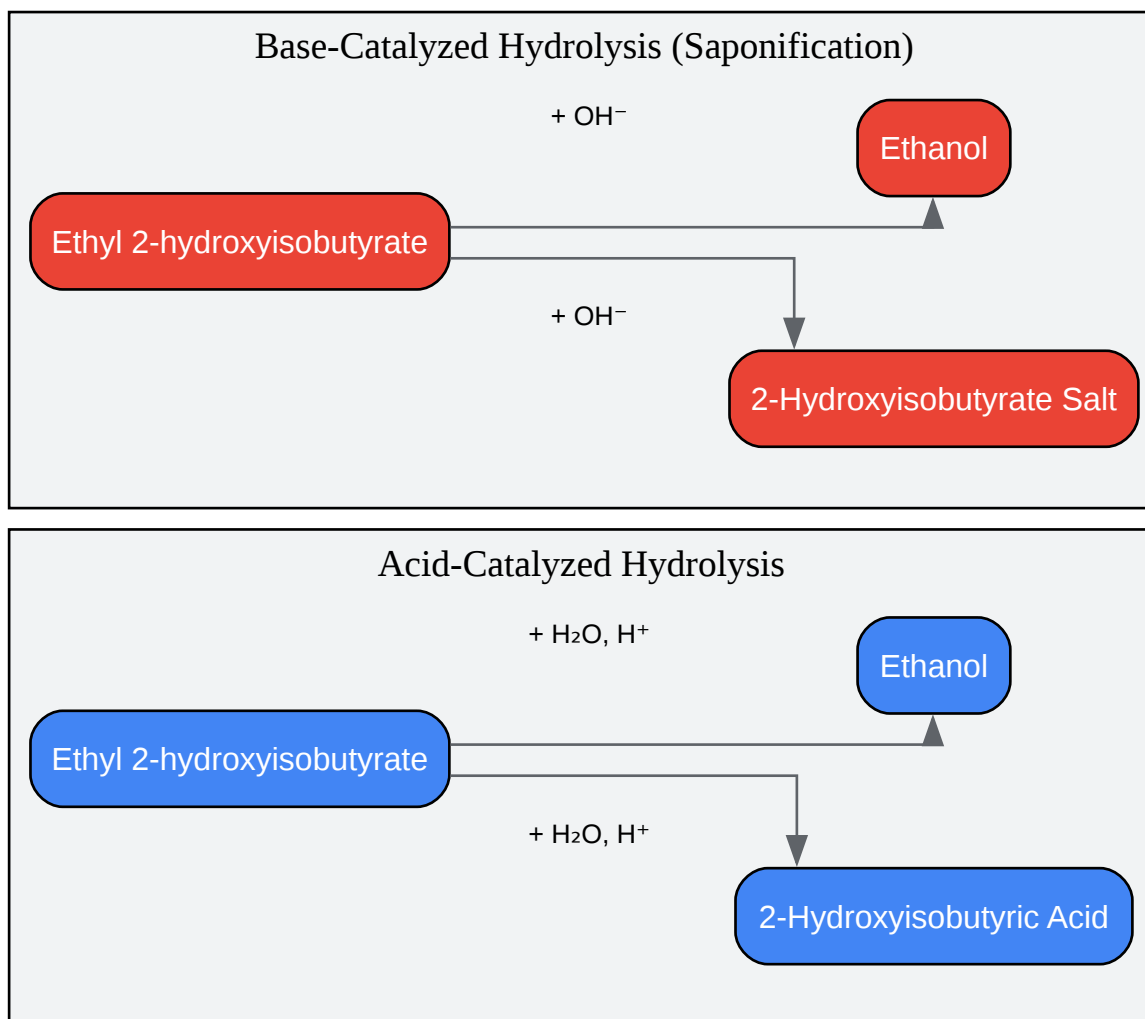 Base-Catalyzed Hydrolysis (Saponification)
+ OH⁻
Ethanol
Ethyl 2-hydroxyisobutyrate
+ OH⁻
2-Hydroxyisobutyrate Salt
Acid-Catalyzed Hydrolysis
+ H₂O, H⁺
Ethanol
Ethyl 2-hydroxyisobutyrate
+ H₂O, H⁺
2-Hydroxyisobutyric Acid